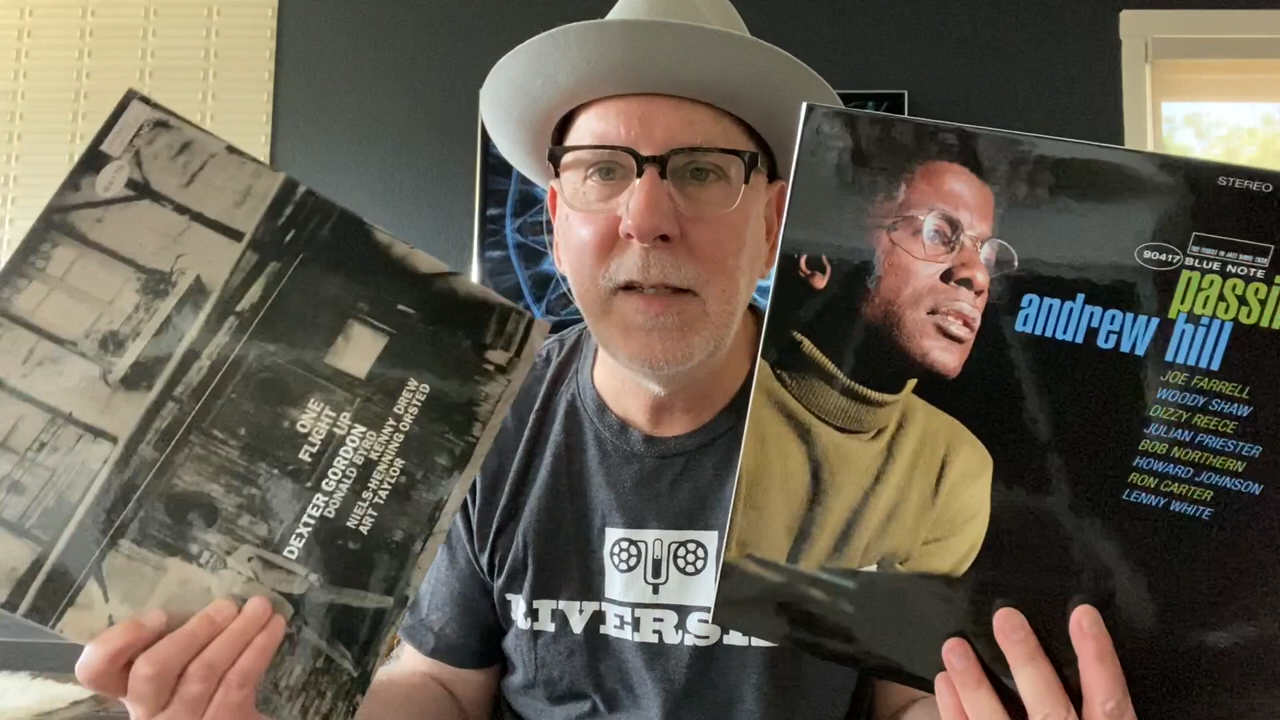 ONE
FLIGHT
UP
DEXTER GORDON
DONALD BYRD
KENNY DREW
NIELS-HENNING ORSTED
ART TAYLOR
RIVERSI
STEREO
90417
BLUE NOTE
passi
andrew hill
JOE FARRELL
WOODY SHAW
DIZZY REECE
JULIAN PRIESTER
BOB NORTHERN
HOWARD JOHNSON
RON CARTER
LENNY WHITE